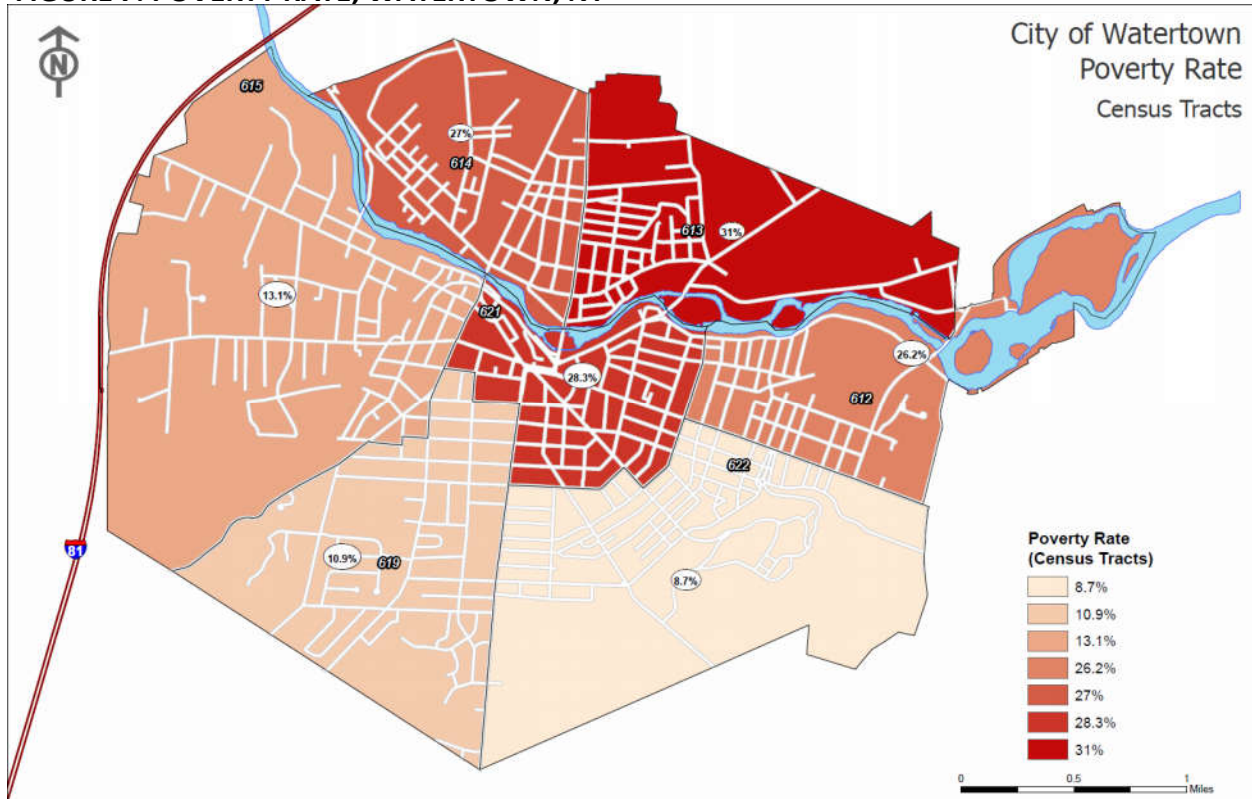 City of Watertown
Poverty Rate
Census Tracts
N
615
27%
614
613
31%
13.1%
621
26.2%
28.3%
612
622
81
10.9%
619
8.7%
Poverty Rate
(Census Tracts)
8.7%
10.9%
13.1%
26.2%
27%
28.3%
31%
0 0.5 1
Miles